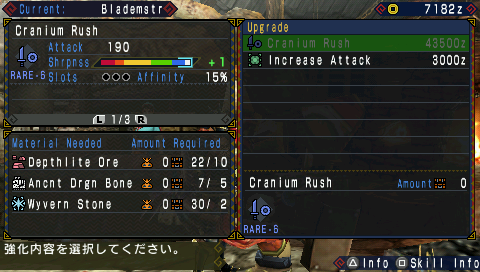 Current: Blademstr
7182z
Cranium Rush
Attack 190
Shrpnss +1
RARE-6 Slots ○○○ Affinity 15%
L 1/3 R
Material Needed Amount Required
Depthlite Ore 0 22/10
Ancnt Drgn Bone 0 7/ 5
Wyvern Stone 0 30/ 2
Upgrade
Cranium Rush 43500z
Increase Attack 3000z
Cranium Rush Amount 0
RARE-6
強化内容を選択してください。
△ Info □ Skill Info